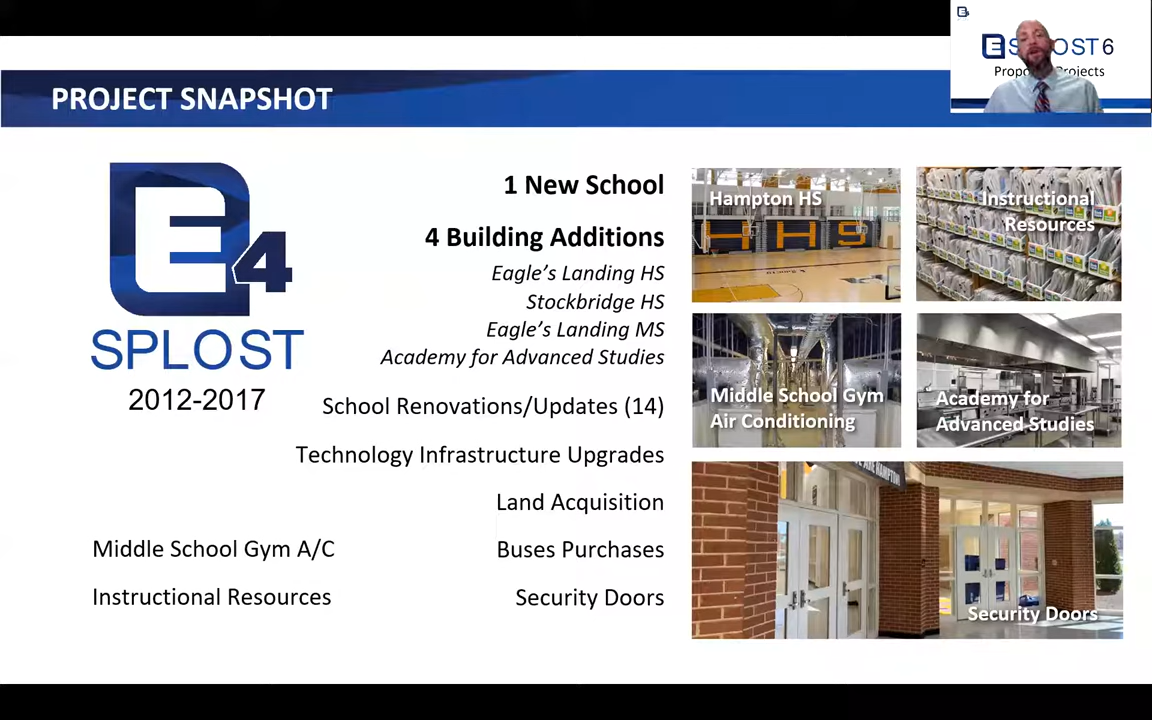 PROJECT SNAPSHOT
E
SPLOST 6
E4
SPLOST
2012-2017
1 New School
4 Building Additions
Eagle's Landing HS
Stockbridge HS
Eagle's Landing MS
Academy for Advanced Studies
School Renovations/Updates (14)
Technology Infrastructure Upgrades
Land Acquisition
Middle School Gym A/C
Buses Purchases
Instructional Resources
Security Doors
Hampton HS
HHS
Instructional
Resources
Middle School Gym
Air Conditioning
Academy for
Advanced Studies
Security Doors